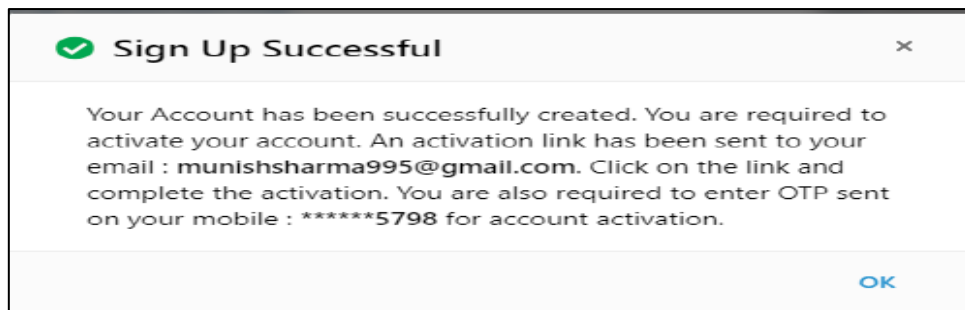 Sign Up Successful
Your Account has been successfully created. You are required to
activate your account. An activation link has been sent to your
email : munishsharma995@gmail.com. Click on the link and
complete the activation. You are also required to enter OTP sent
on your mobile : ******5798 for account activation.
OK